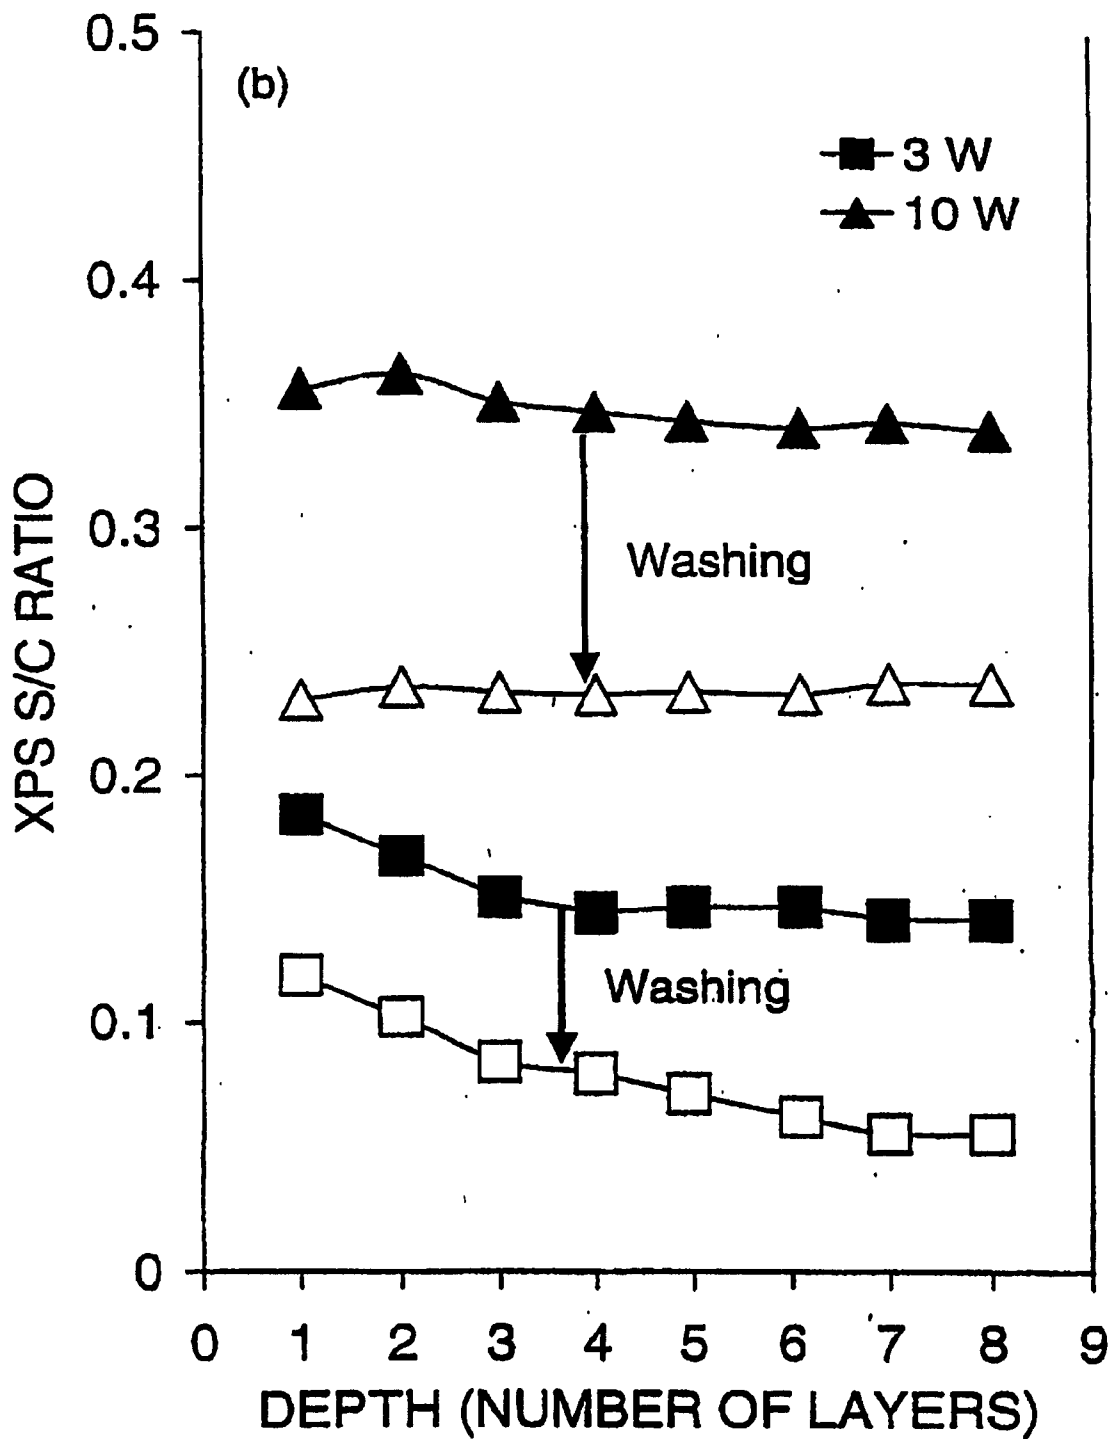 0.5
(b)
3 W
10 W
0.4
0.3
Washing
XPS S/C RATIO
0.2
Washing
0.1
0
0 1 2 3 4 5 6 7 8 9
DEPTH (NUMBER OF LAYERS)